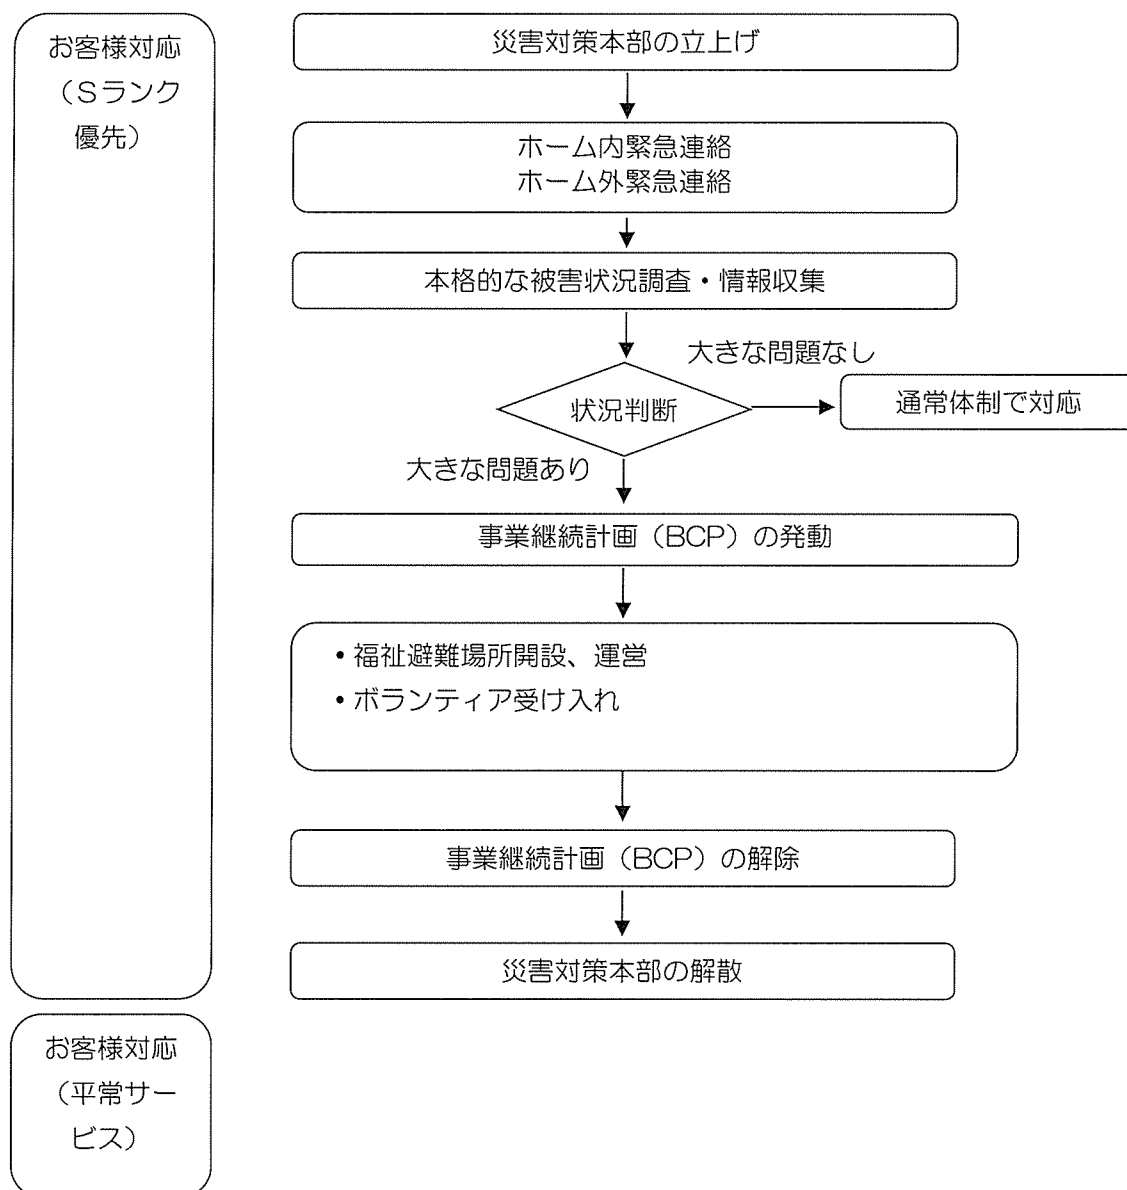 お客様対応
（Sランク
優先）
災害対策本部の立上げ
ホーム内緊急連絡
ホーム外緊急連絡
本格的な被害状況調査・情報収集
大きな問題なし
状況判断
通常体制で対応
大きな問題あり
事業継続計画（BCP）の発動
・福祉避難場所開設、運営
・ボランティア受け入れ
事業継続計画（BCP）の解除
災害対策本部の解散
お客様対応
（平常サー
ビス）